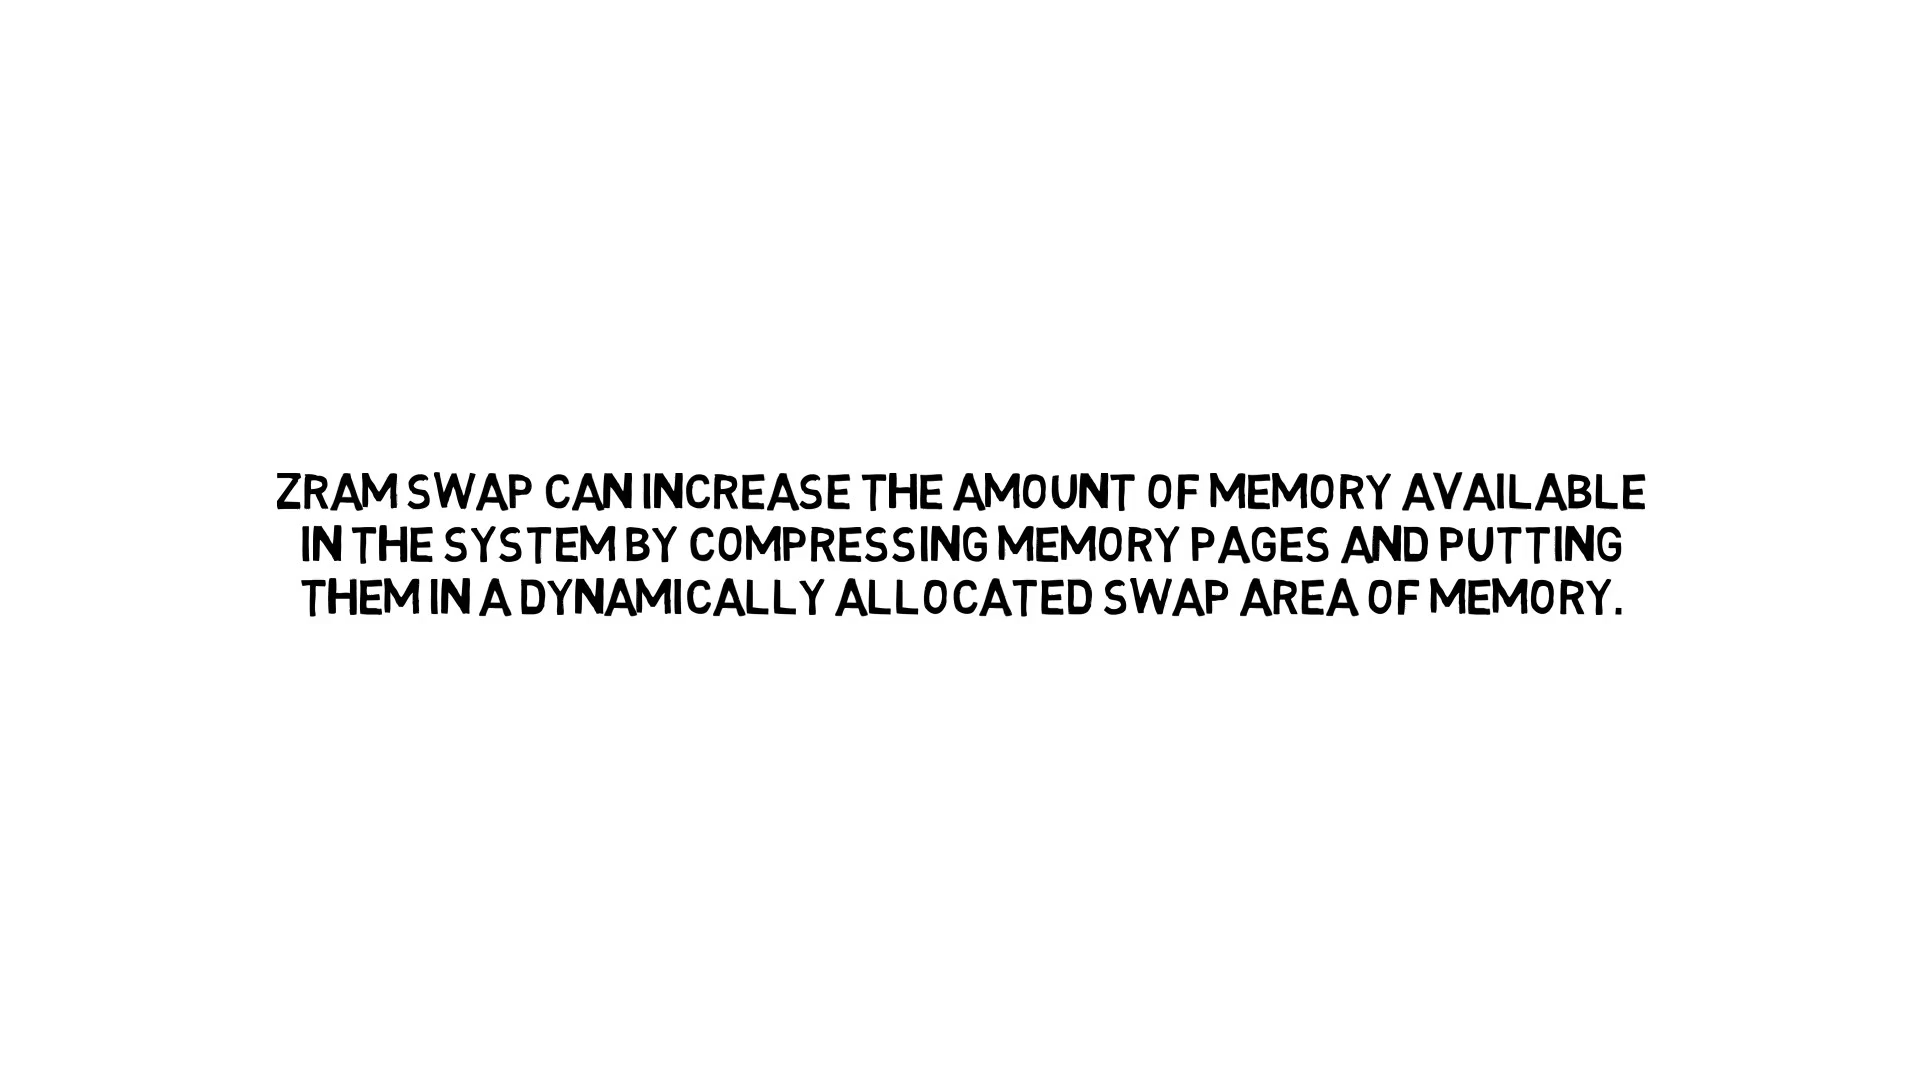 ZRAM SWAP CAN INCREASE THE AMOUNT OF MEMORY AVAILABLE
IN THE SYSTEM BY COMPRESSING MEMORY PAGES AND PUTTING
THEM IN A DYNAMICALLY ALLOCATED SWAP AREA OF MEMORY.